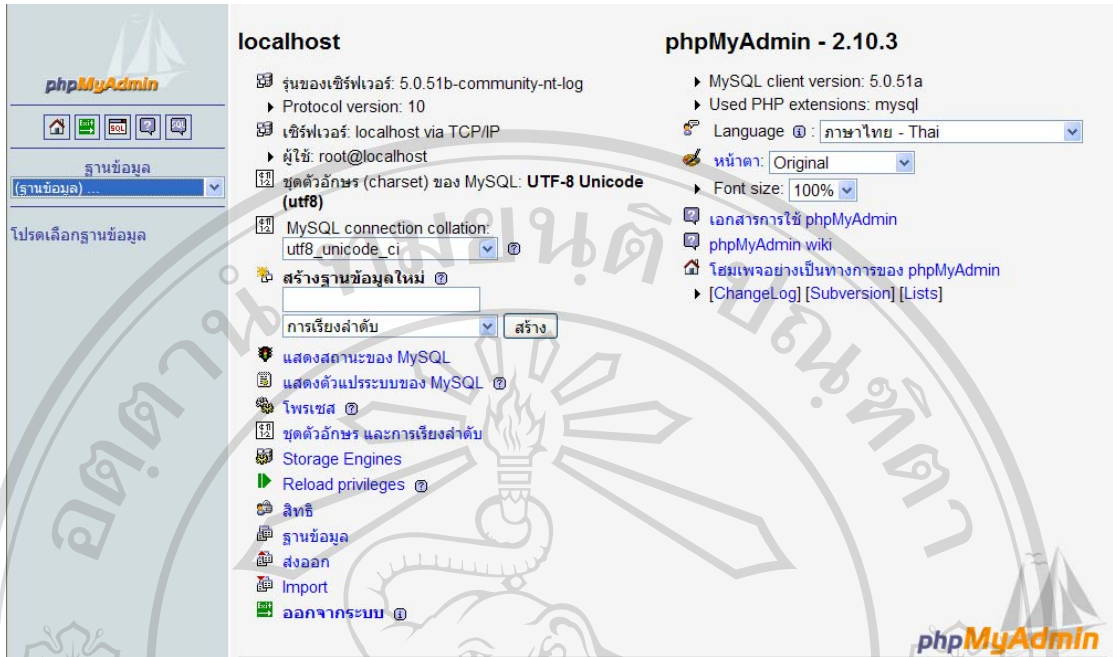 phpMyAdmin
ฐานข้อมูล
(ฐานข้อมูล) ...
โปรดเลือกฐานข้อมูล
localhost
รุ่นของเซิร์ฟเวอร์: 5.0.51b-community-nt-log
Protocol version: 10
เซิร์ฟเวอร์: localhost via TCP/IP
ผู้ใช้: root@localhost
ชุดตัวอักษร (charset) ของ MySQL: UTF-8 Unicode
(utf8)
MySQL connection collation:
utf8_unicode_ci
สร้างฐานข้อมูลใหม่
การเรียงลำดับ สร้าง
แสดงสถานะของ MySQL
แสดงตัวแปรระบบของ MySQL
โพรเซส
ชุดตัวอักษร และการเรียงลำดับ
Storage Engines
Reload privileges
สิทธิ
ฐานข้อมูล
ส่งออก
Import
ออกจากระบบ
phpMyAdmin - 2.10.3
MySQL client version: 5.0.51a
Used PHP extensions: mysql
Language : ภาษาไทย - Thai
หน้าตา: Original
Font size: 100%
เอกสารการใช้ phpMyAdmin
phpMyAdmin wiki
โฮมเพจอย่างเป็นทางการของ phpMyAdmin
[ChangeLog] [Subversion] [Lists]
phpMyAdmin